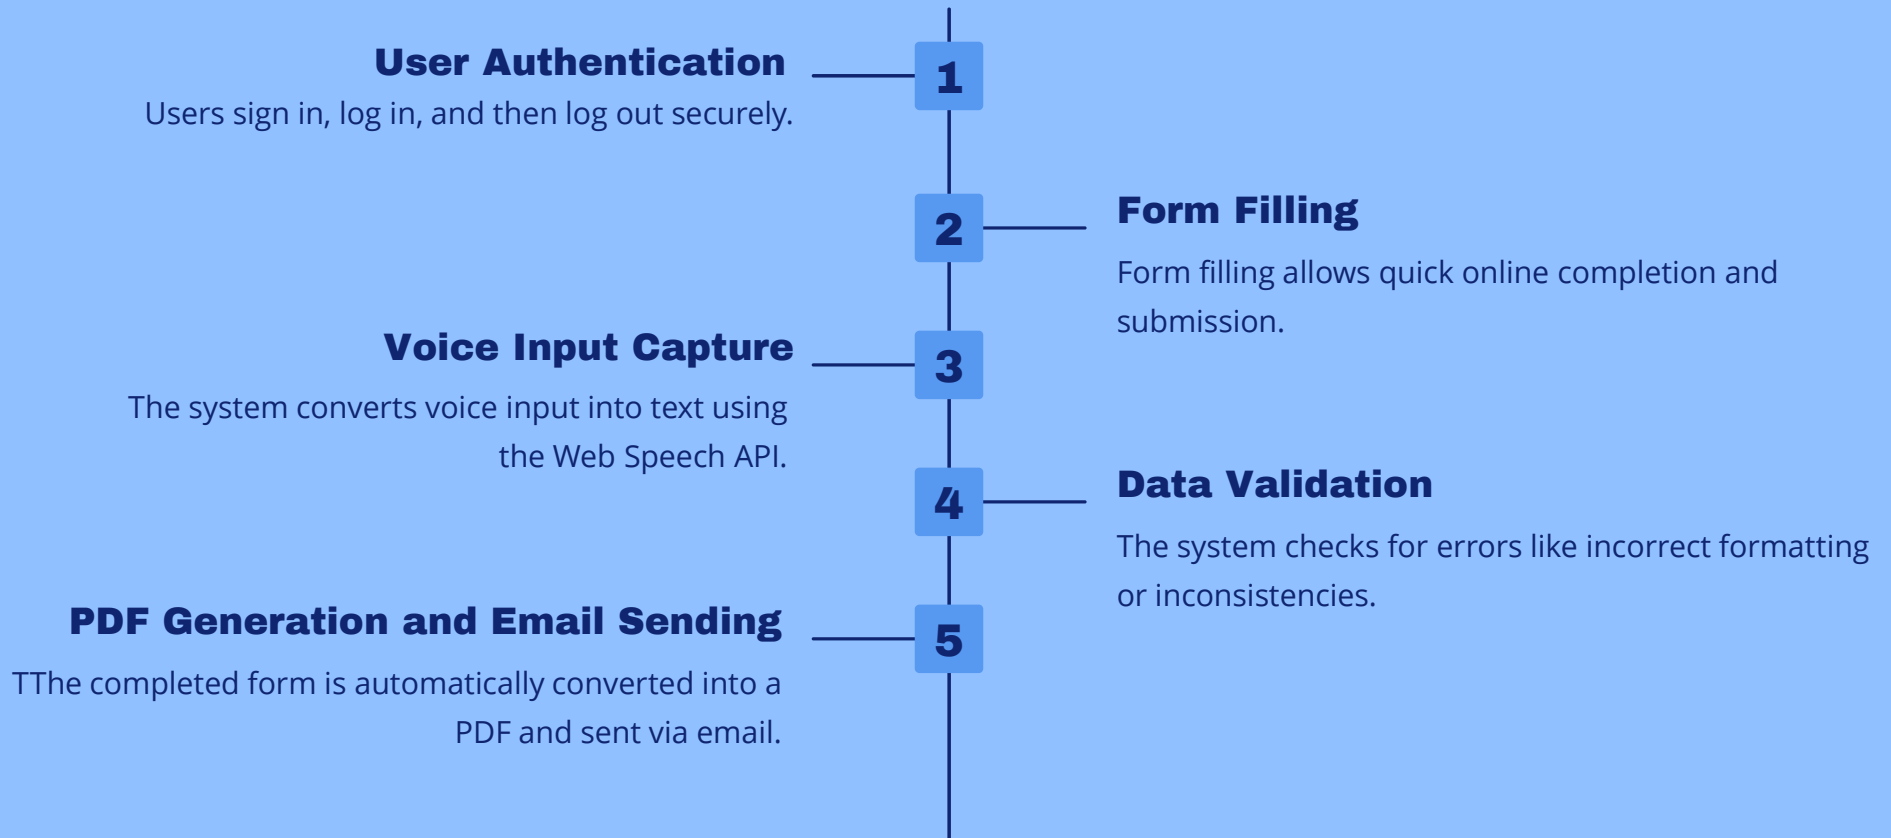 1
User Authentication
Users sign in, log in, and then log out securely.
2
Form Filling
Form filling allows quick online completion and
submission.
3
Voice Input Capture
The system converts voice input into text using
the Web Speech API.
4
Data Validation
The system checks for errors like incorrect formatting
or inconsistencies.
5
PDF Generation and Email Sending
TThe completed form is automatically converted into a
PDF and sent via email.